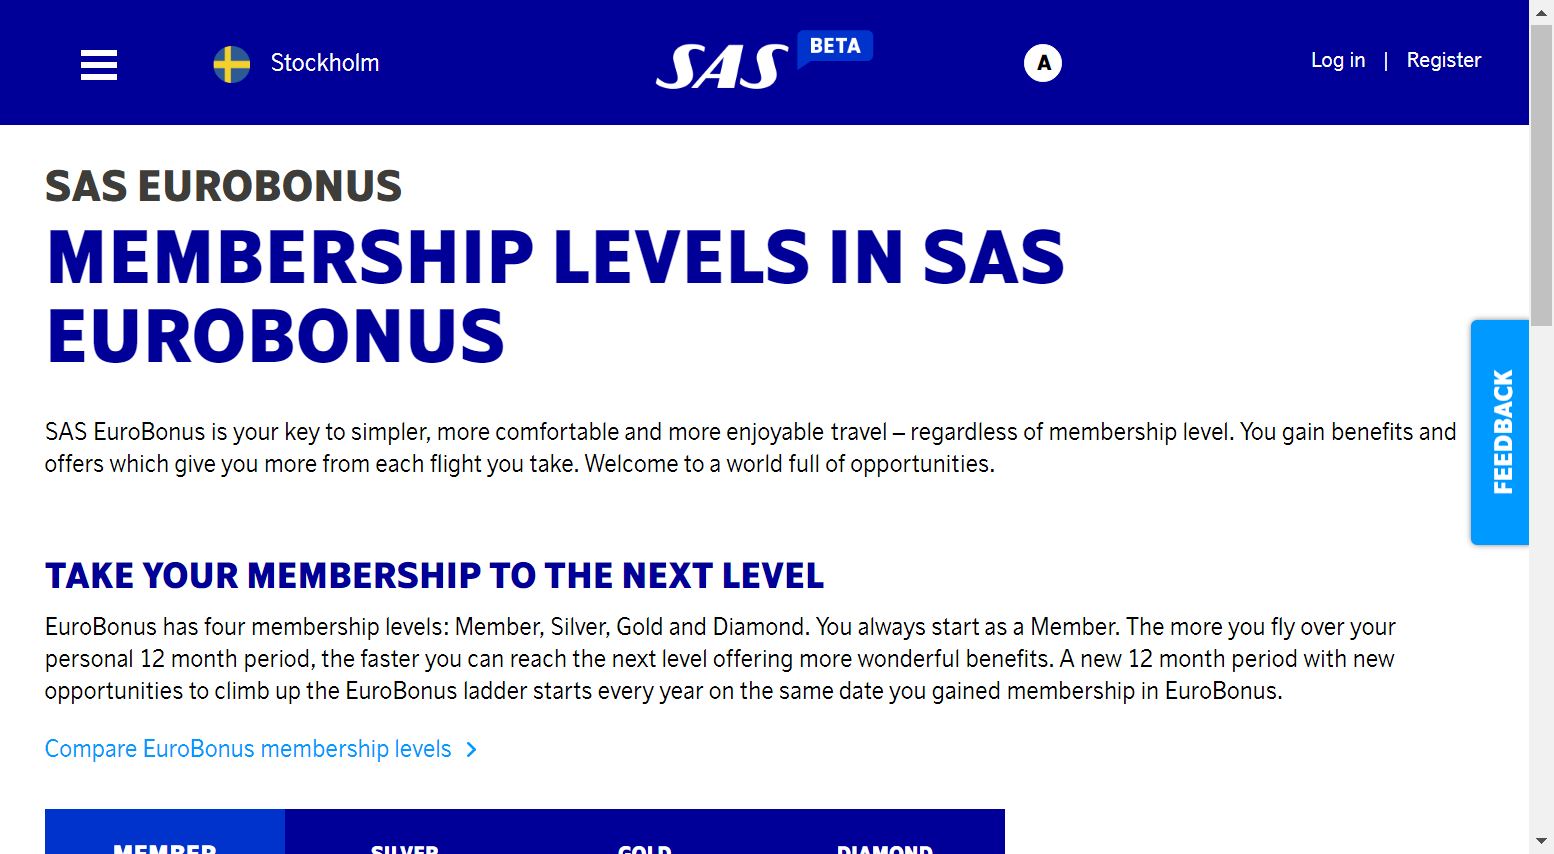 Stockholm
SAS BETA
A
Log in | Register
SAS EUROBONUS
MEMBERSHIP LEVELS IN SAS
EUROBONUS
SAS EuroBonus is your key to simpler, more comfortable and more enjoyable travel – regardless of membership level. You gain benefits and
offers which give you more from each flight you take. Welcome to a world full of opportunities.
FEEDBACK
TAKE YOUR MEMBERSHIP TO THE NEXT LEVEL
EuroBonus has four membership levels: Member, Silver, Gold and Diamond. You always start as a Member. The more you fly over your
personal 12 month period, the faster you can reach the next level offering more wonderful benefits. A new 12 month period with new
opportunities to climb up the EuroBonus ladder starts every year on the same date you gained membership in EuroBonus.
Compare EuroBonus membership levels
MEMBER SILVER GOLD DIAMOND